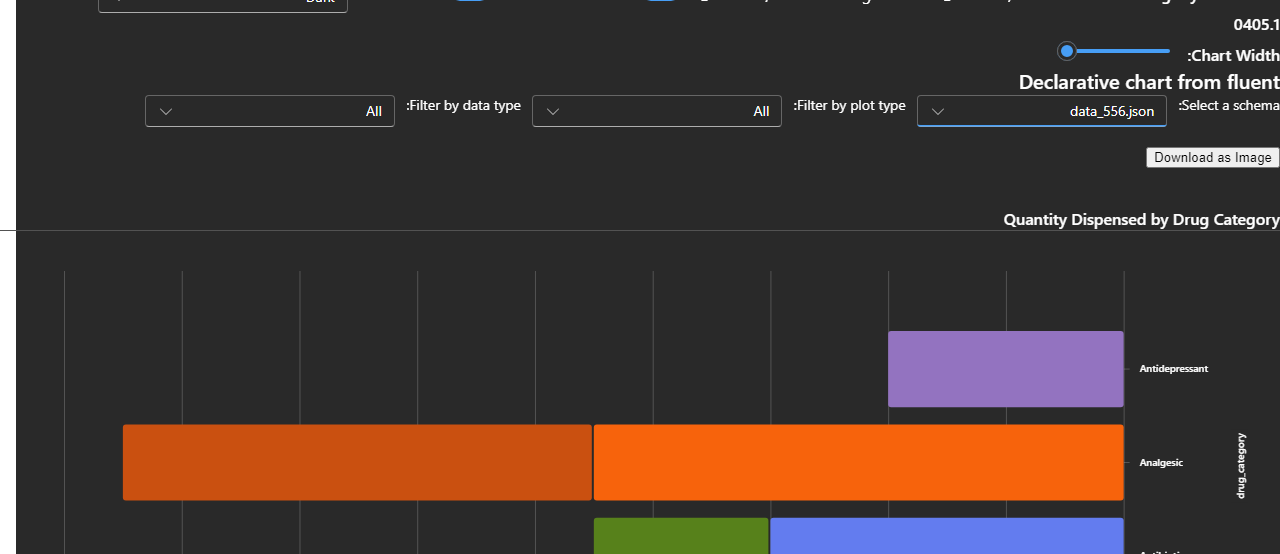 0405.1
:Chart Width
Declarative chart from fluent
:Select a schema
data_556.json
:Filter by plot type
All
:Filter by data type
All
Download as Image
Quantity Dispensed by Drug Category
Antidepressant
Analgesic
drug_category